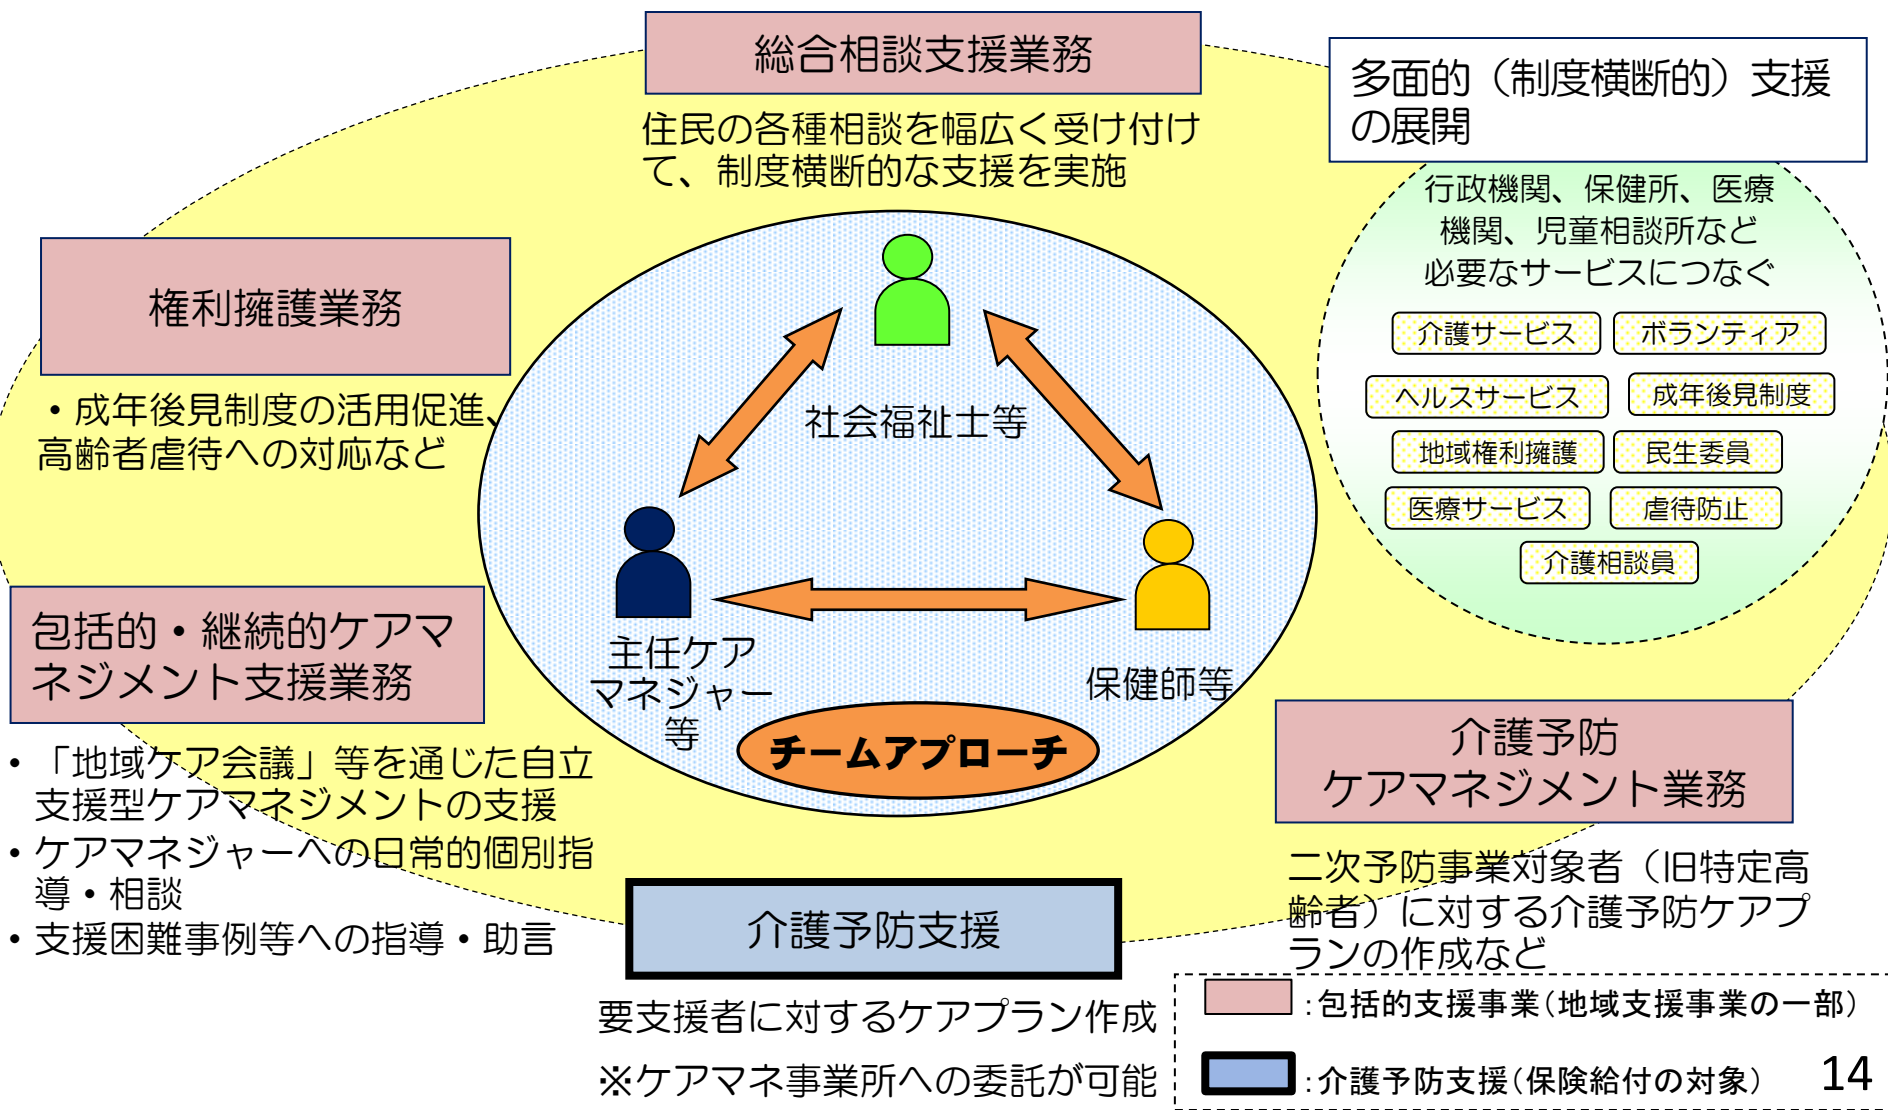 総合相談支援業務
住民の各種相談を幅広く受け付け
て、制度横断的な支援を実施
多面的（制度横断的）支援
の展開
行政機関、保健所、医療
機関、児童相談所など
必要なサービスにつなぐ
介護サービス
ボランティア
ヘルスサービス
成年後見制度
地域権利擁護
民生委員
医療サービス
虐待防止
介護相談員
権利擁護業務
・成年後見制度の活用促進、
高齢者虐待への対応など
社会福祉士等
主任ケア
マネジャー
等
保健師等
チームアプローチ
包括的・継続的ケアマ
ネジメント支援業務
・「地域ケア会議」等を通じた自立
支援型ケアマネジメントの支援
・ケアマネジャーへの日常的個別指
導・相談
・支援困難事例等への指導・助言
介護予防
ケアマネジメント業務
二次予防事業対象者（旧特定高
齢者）に対する介護予防ケアプ
ランの作成など
介護予防支援
要支援者に対するケアプラン作成
※ケアマネ事業所への委託が可能
：包括的支援事業（地域支援事業の一部）
：介護予防支援（保険給付の対象）
14